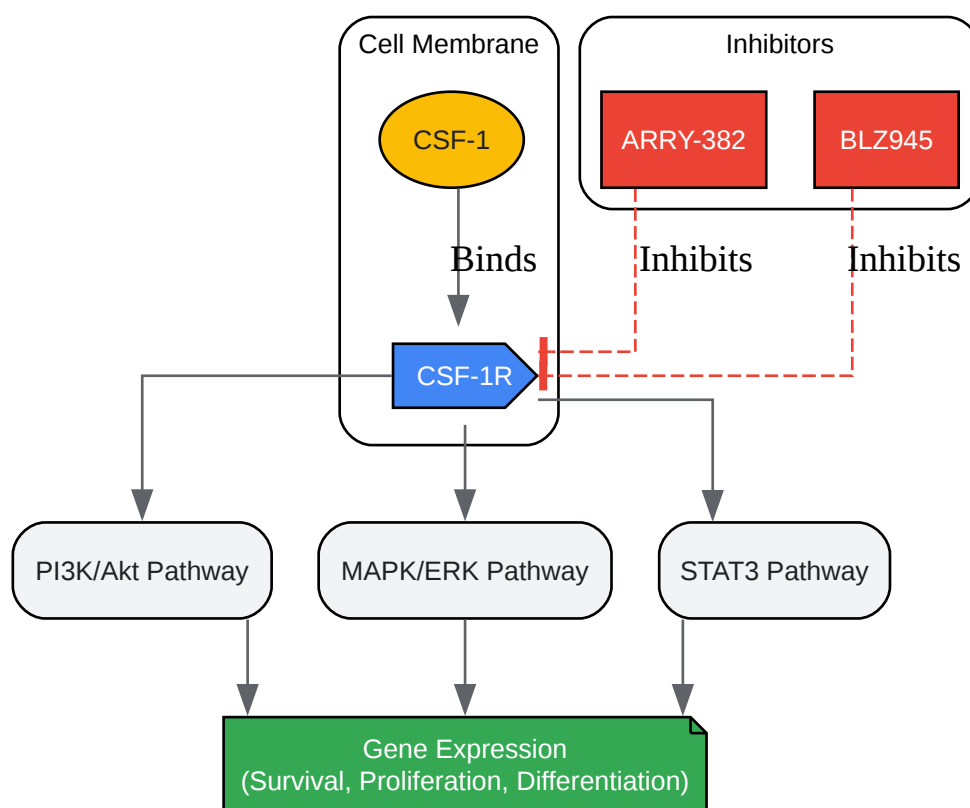 Cell Membrane
Inhibitors
CSF-1
ARRY-382
BLZ945
Binds
Inhibits
Inhibits
CSF-1R
PI3K/Akt Pathway
MAPK/ERK Pathway
STAT3 Pathway
Gene Expression
(Survival, Proliferation, Differentiation)